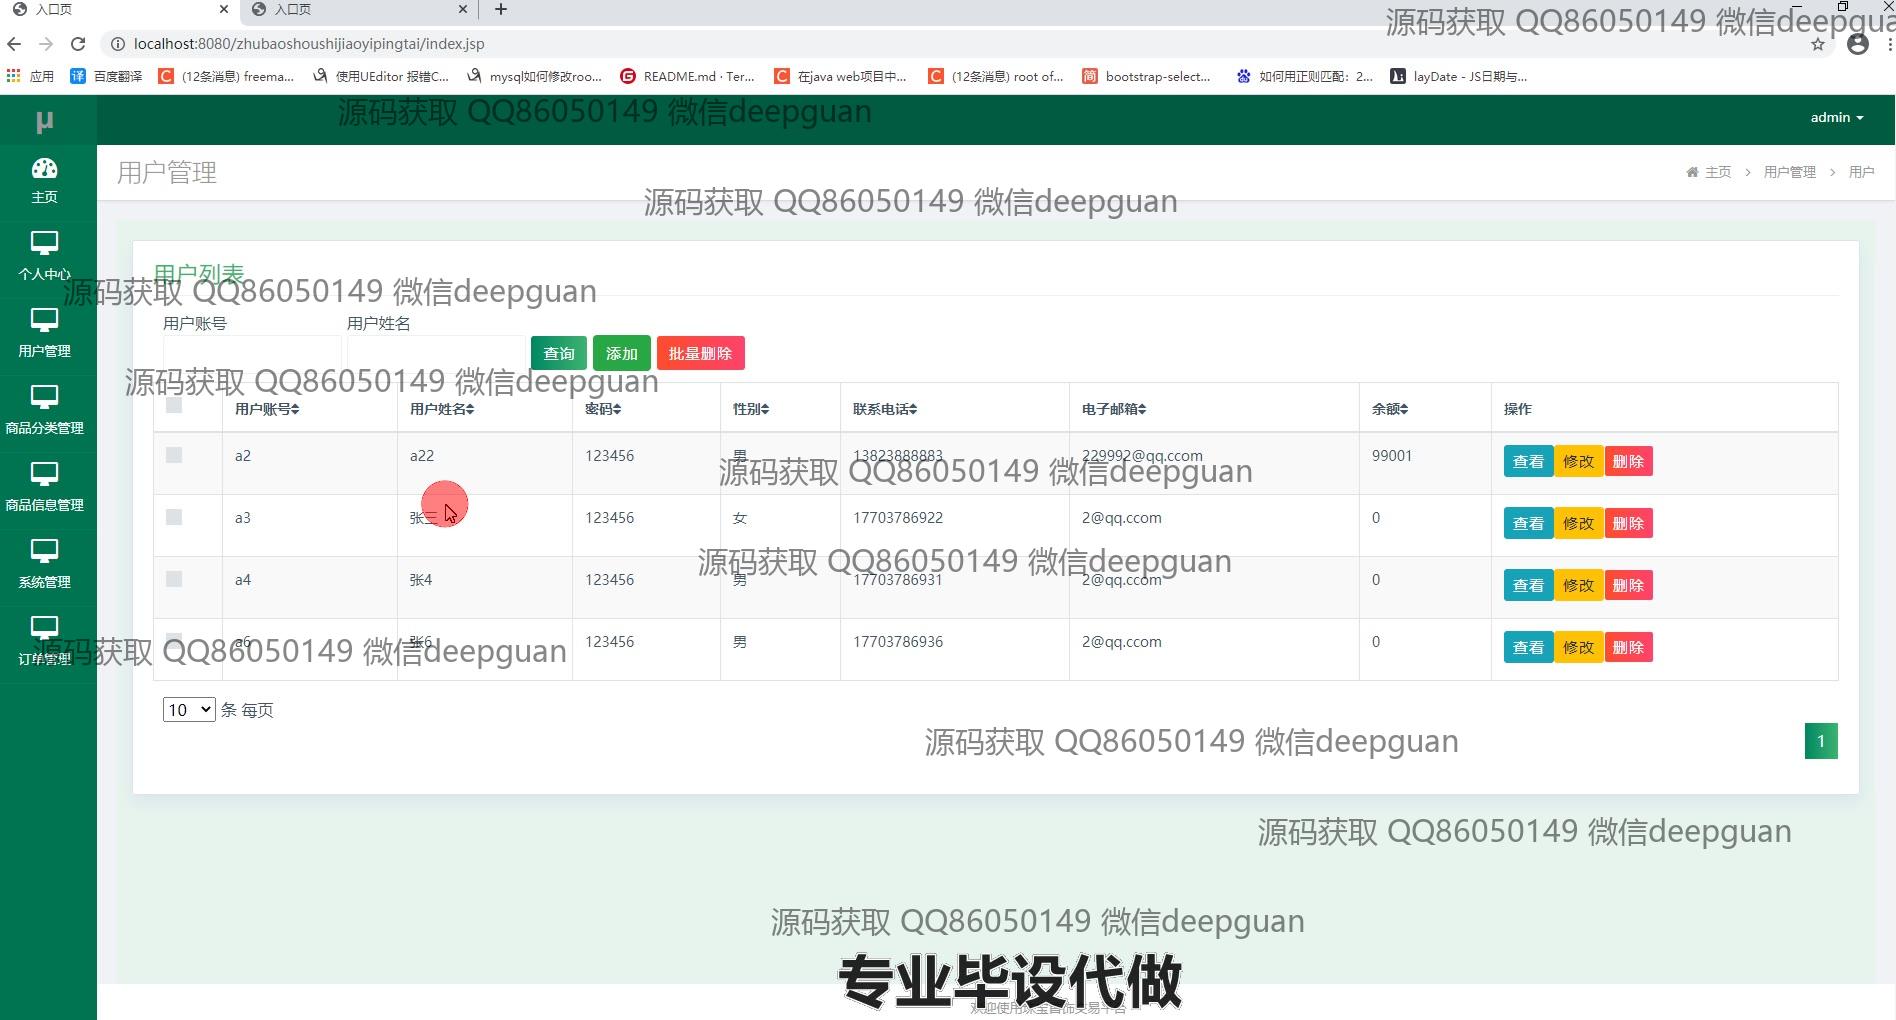 入口页
入口页
localhost:8080/zhubaoshoushijiaoyipingtai/index.jsp
源码获取 QQ86050149 微信deepgua
应用
百度翻译
(12条消息) freema...
使用UEditor 报错C...
mysql如何修改roo...
README.md · Ter...
在java web项目中...
(12条消息) root of...
bootstrap-select...
如何用正则匹配：2...
layDate - JS日期与...
µ
源码获取 QQ86050149 微信deepguan
admin
主页
用户管理
主页 > 用户管理 > 用户
源码获取 QQ86050149 微信deepguan
个人中心
用户列表
源码获取 QQ86050149 微信deepguan
用户账号 用户姓名
查询 添加 批量删除
用户管理
源码获取 QQ86050149 微信deepguan
用户账号 用户姓名 密码 性别 联系电话 电子邮箱 余额 操作
商品分类管理
a2 a22 123456 男 13823888883 229992@qq.ccom 99001 查看 修改 删除
源码获取 QQ86050149 微信deepguan
商品信息管理
a3 张三 123456 女 17703786922 2@qq.ccom 0 查看 修改 删除
源码获取 QQ86050149 微信deepguan
系统管理
a4 张4 123456 男 17703786931 2@qq.ccom 0 查看 修改 删除
a6 张6 123456 男 17703786936 2@qq.ccom 0 查看 修改 删除
源码获取 QQ86050149 微信deepguan
订单管理
10 条 每页
源码获取 QQ86050149 微信deepguan
1
源码获取 QQ86050149 微信deepguan
源码获取 QQ86050149 微信deepguan
专业毕设代做
欢迎使用珠宝首饰交易平台